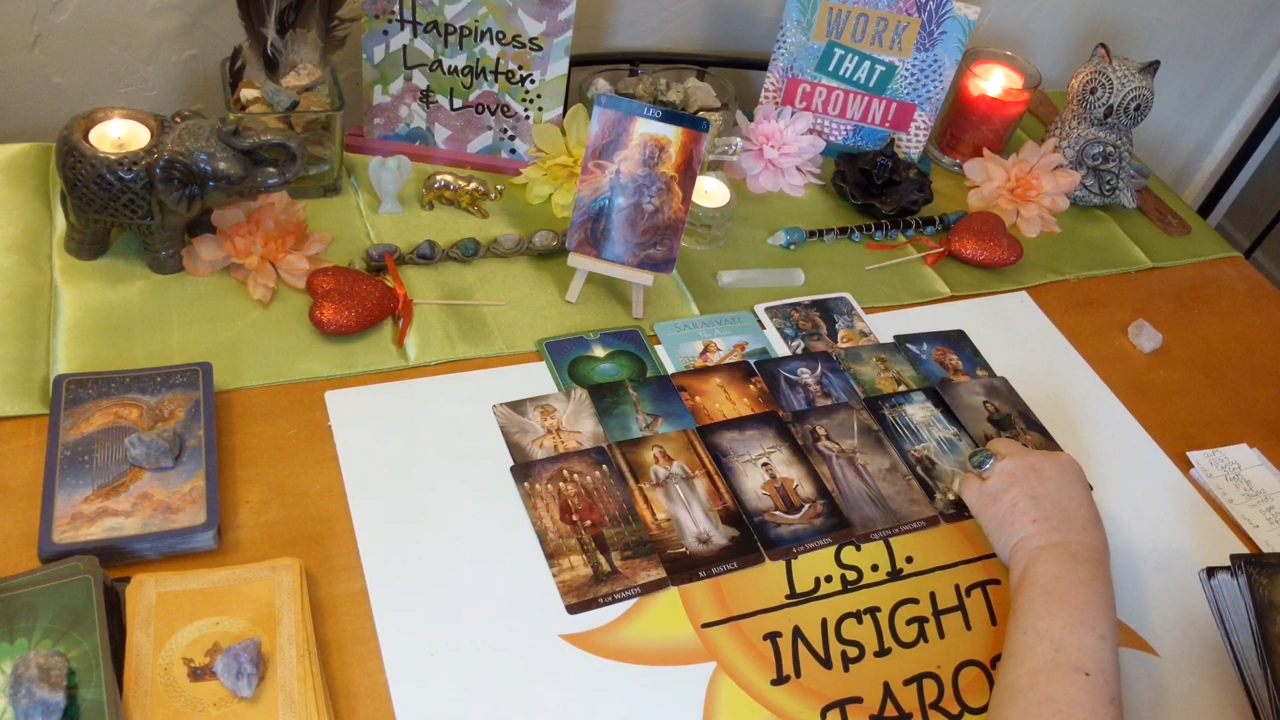 Happiness
Laughter
& Love
WORK
THAT
CROWN!
LEO
SARASVATI
9 OF WANDS
XI - JUSTICE
4 OF SWORDS
QUEEN OF SWORDS
L.S.I.
INSIGHT
TAROT